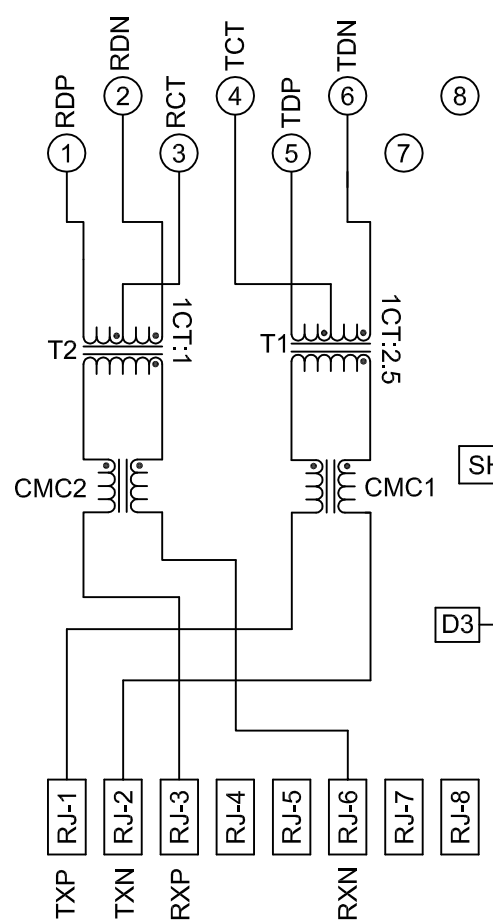 RDP
RDN
RCT
TCT
TDP
TDN
1
2
3
4
5
6
7
8
T2
1CT:1
T1
1CT:2.5
CMC2
CMC1
SH
D3
RJ-1
RJ-2
RJ-3
RJ-4
RJ-5
RJ-6
RJ-7
RJ-8
TXP
TXN
RXP
RXN